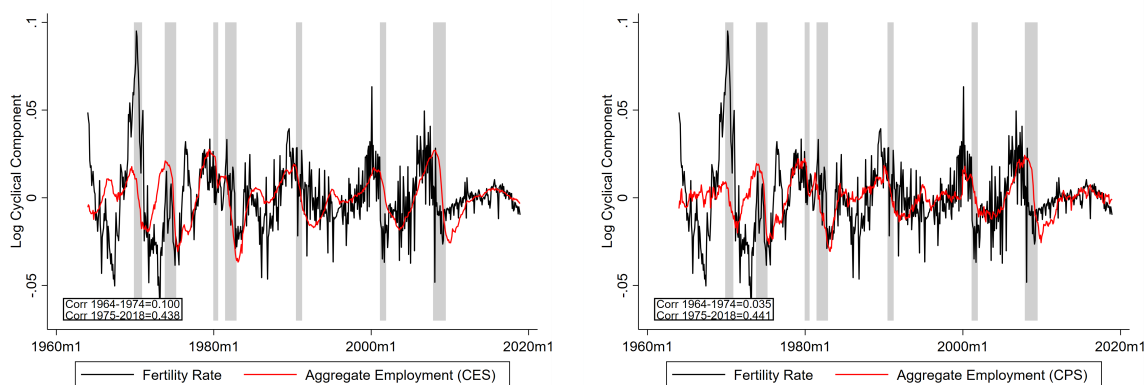 Log Cyclical Component
.1
.05
0
-.05
Corr 1964-1974=0.100
Corr 1975-2018=0.438
1960m1
1980m1
2000m1
2020m1
Fertility Rate
Aggregate Employment (CES)
Log Cyclical Component
.1
.05
0
-.05
Corr 1964-1974=0.035
Corr 1975-2018=0.441
1960m1
1980m1
2000m1
2020m1
Fertility Rate
Aggregate Employment (CPS)